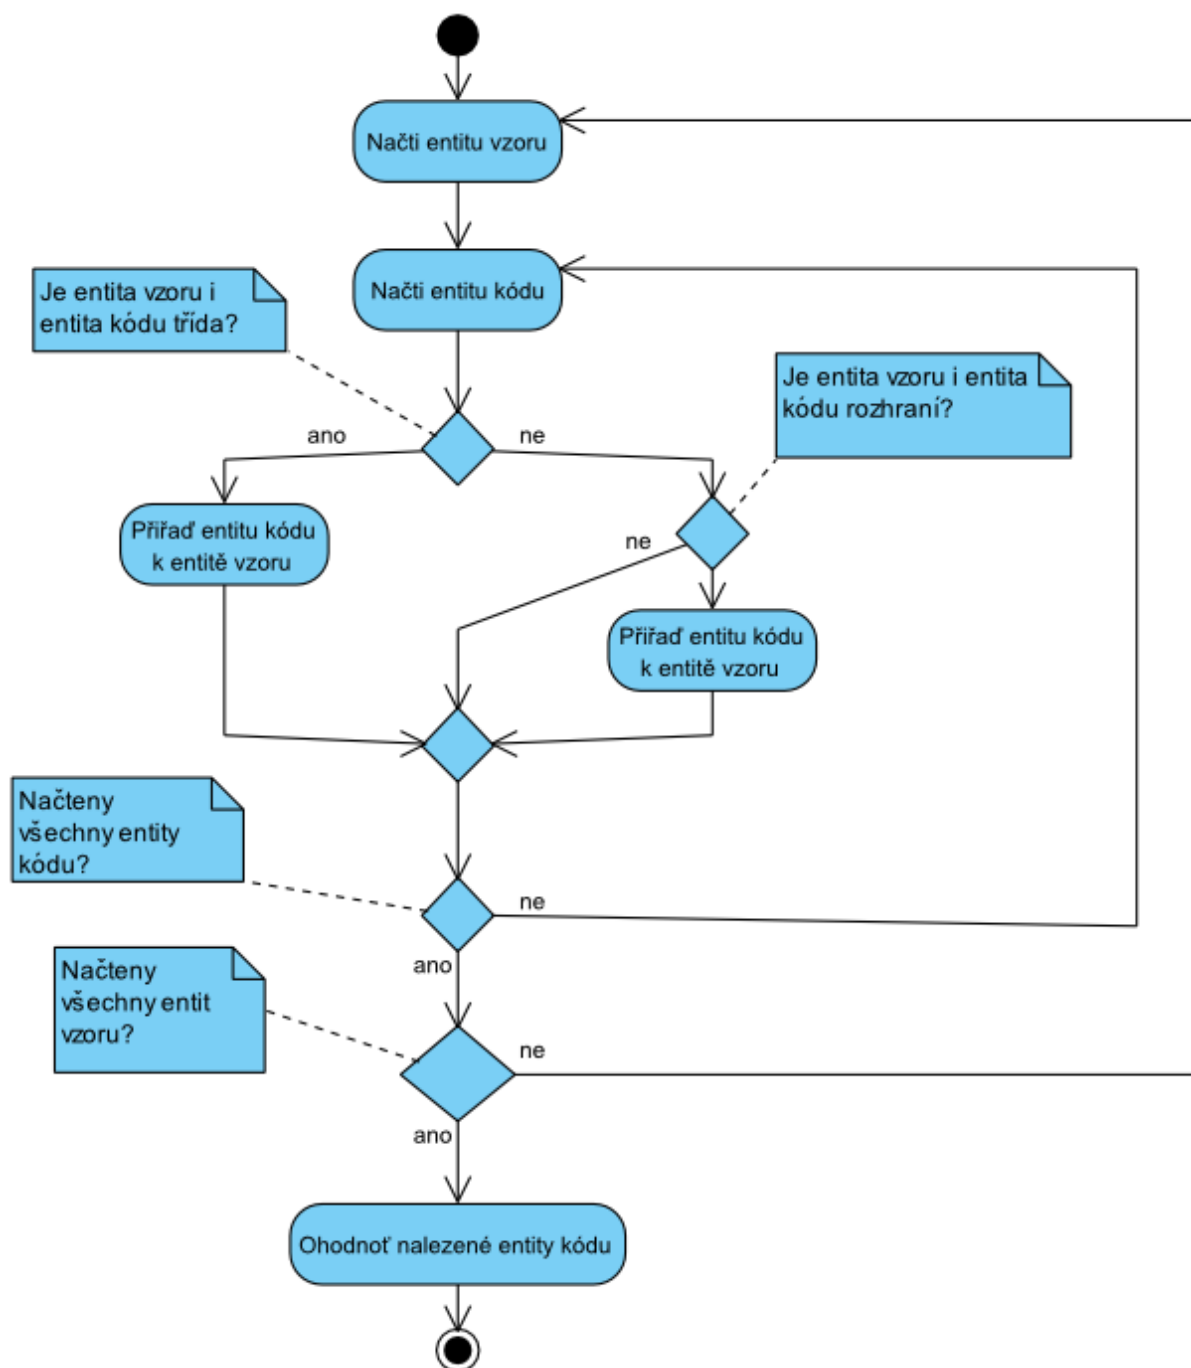 Načti entitu vzoru
Načti entitu kódu
Je entita vzoru i
entita kódu třída?
Je entita vzoru i entita
kódu rozhraní?
ano
ne
Přiřaď entitu kódu
k entitě vzoru
ne
Přiřaď entitu kódu
k entitě vzoru
Načteny
všechny entity
kódu?
ne
ano
Načteny
všechny entit
vzoru?
ne
ano
Ohodnoť nalezené entity kódu